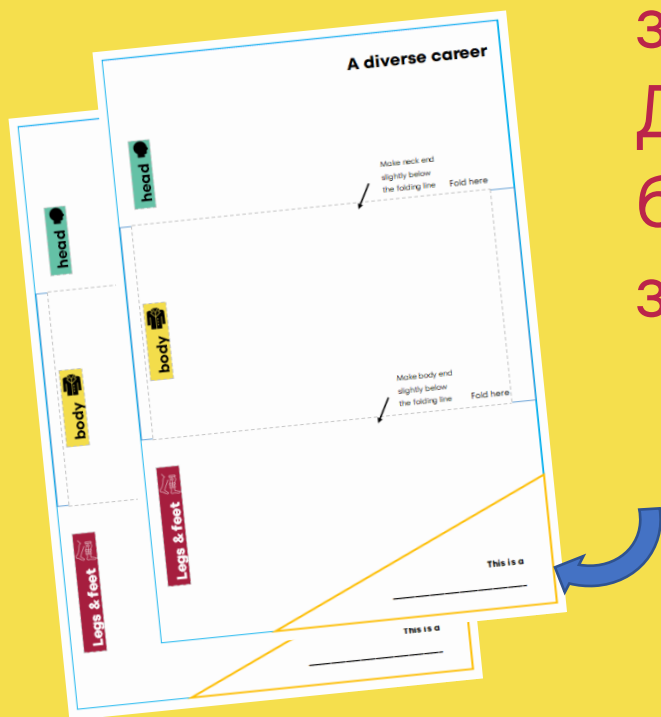 A diverse career
head
Make neck end
slightly below
the folding line
Fold here
body
Make body end
slightly below
the folding line
Fold here
Legs & feet
This is a
head
body
Legs & feet
This is a